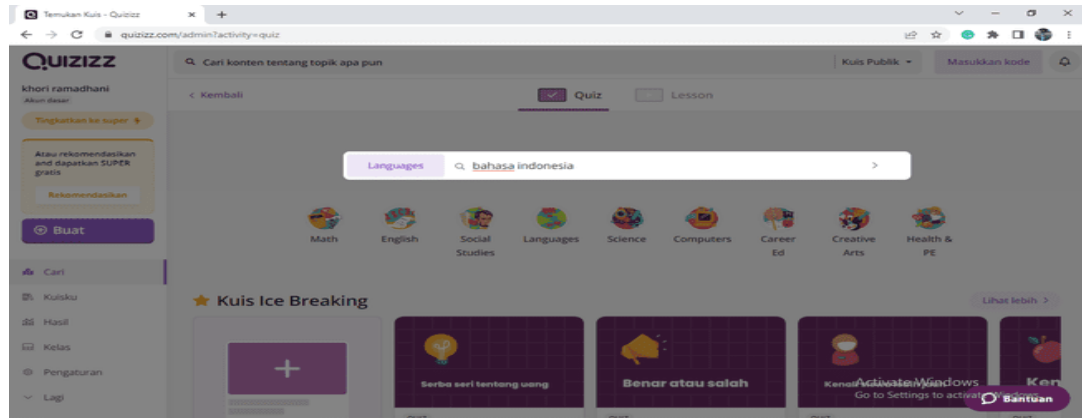 Temukan Kuis - Quizizz
quizizz.com/admin?activity=quiz
QUIZIZZ
Cari konten tentang topik apa pun
Kuis Publik
Masukkan kode
khori ramadhani
Akun dasar
< Kembali
Quiz
Lesson
Tingkatkan ke super
Atau rekomendasikan
and dapatkan SUPER
gratis
Rekomendasikan
Languages
bahasa indonesia
Buat
Math
English
Social
Studies
Languages
Science
Computers
Career
Ed
Creative
Arts
Health &
PE
Cari
Kuisku
Hasil
Kelas
Pengaturan
Lagi
Kuis Ice Breaking
Lihat lebih >
Serba seri tentang uang
Benar atau salah
Ken
Activate Windows
Go to Settings to activate Windows.
Bantuan